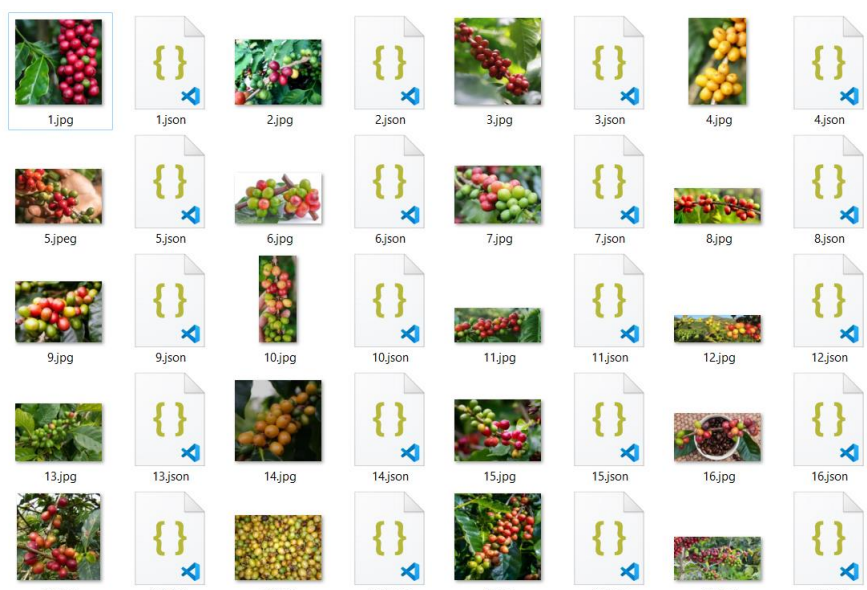 1.jpg 1.json 2.jpg 2.json 3.jpg 3.json 4.jpg 4.json
5.jpeg 5.json 6.jpg 6.json 7.jpg 7.json 8.jpg 8.json
9.jpg 9.json 10.jpg 10.json 11.jpg 11.json 12.jpg 12.json
13.jpg 13.json 14.jpg 14.json 15.jpg 15.json 16.jpg 16.json